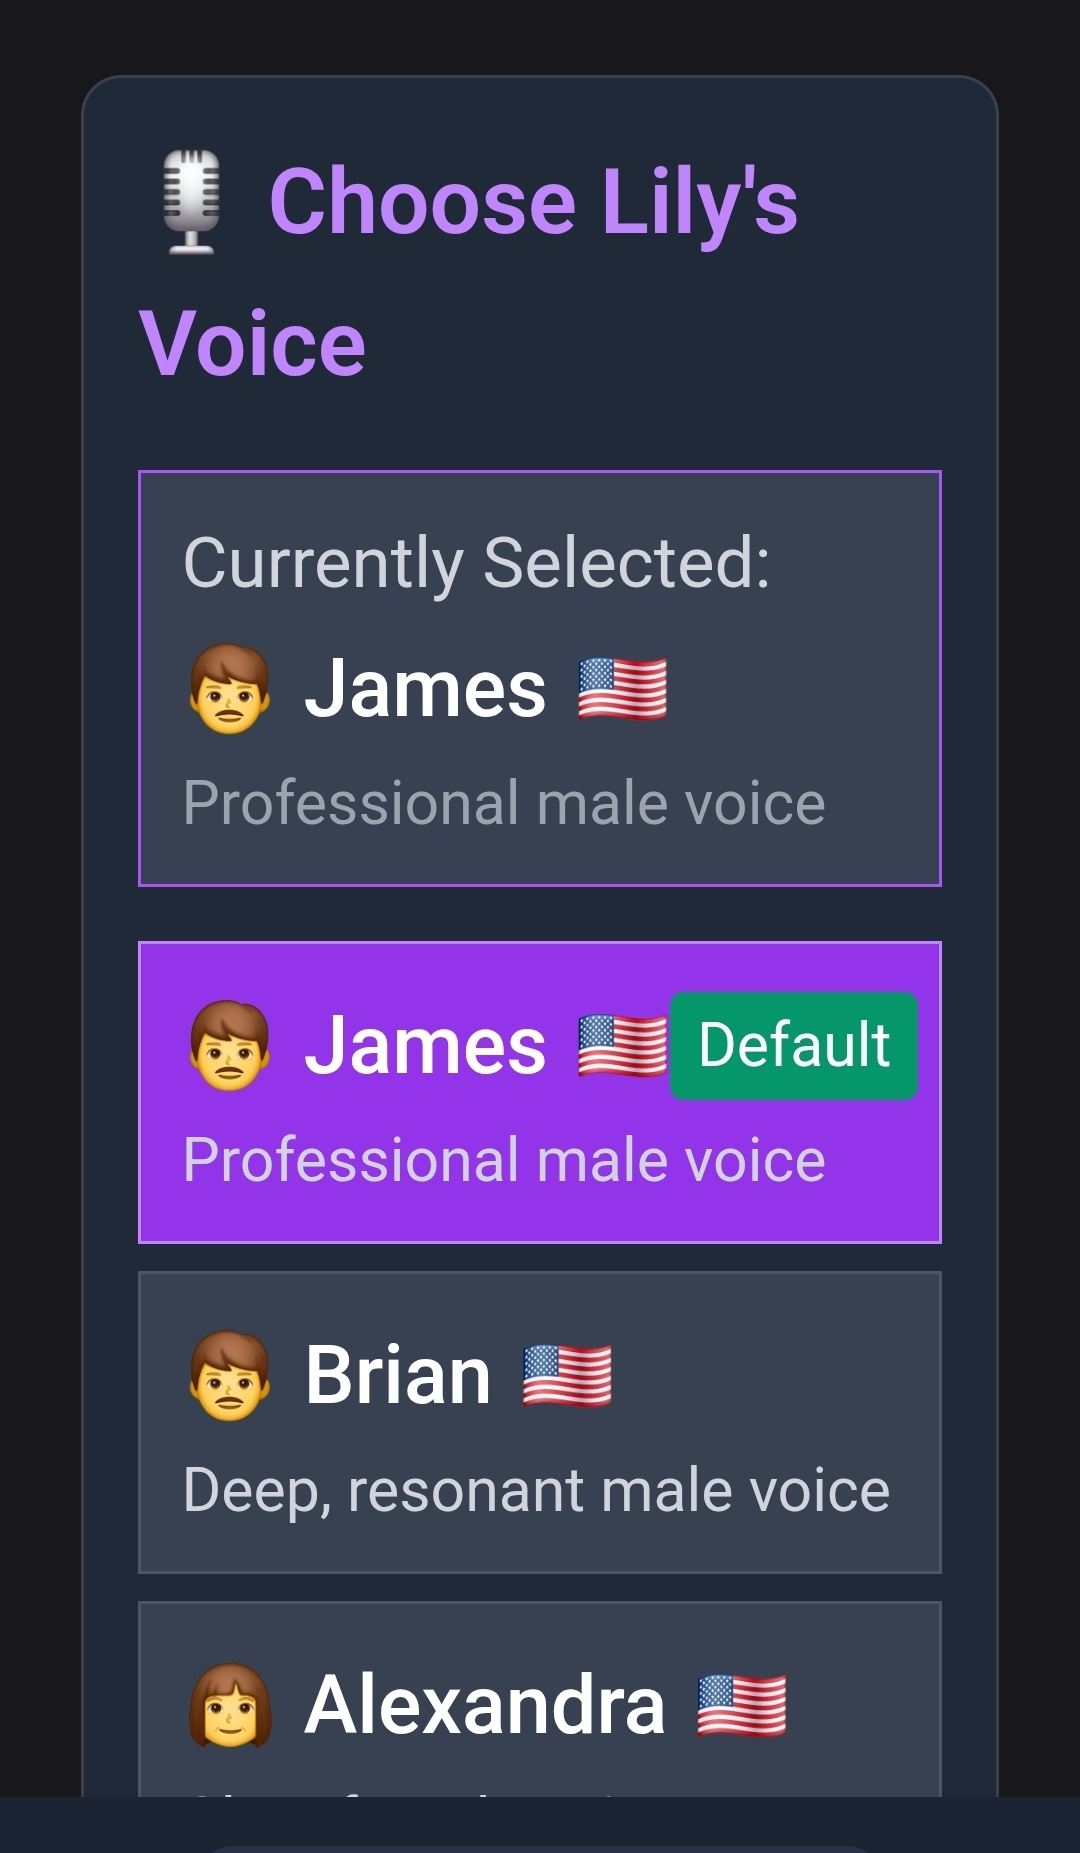 Choose Lily's
Voice
Currently Selected:
James
Professional male voice
James Default
Professional male voice
Brian
Deep, resonant male voice
Alexandra